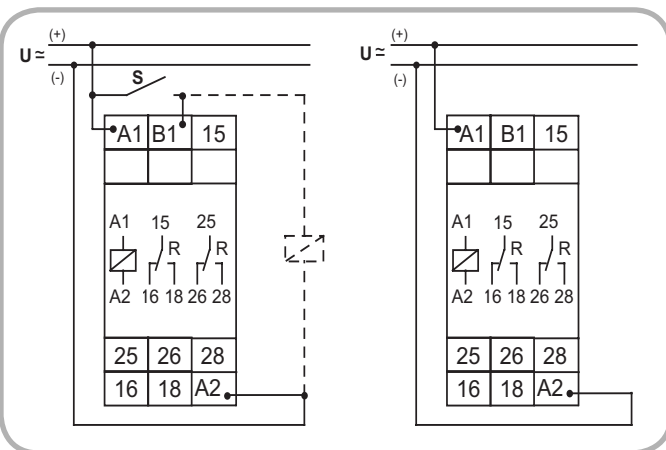 (+)
U ≃
(-)
S
A1 B1 15
A1 15 25
R R
A2 16 18 26 28
25 26 28
16 18 A2
(+)
U ≃
(-)
A1 B1 15
A1 15 25
R R
A2 16 18 26 28
25 26 28
16 18 A2